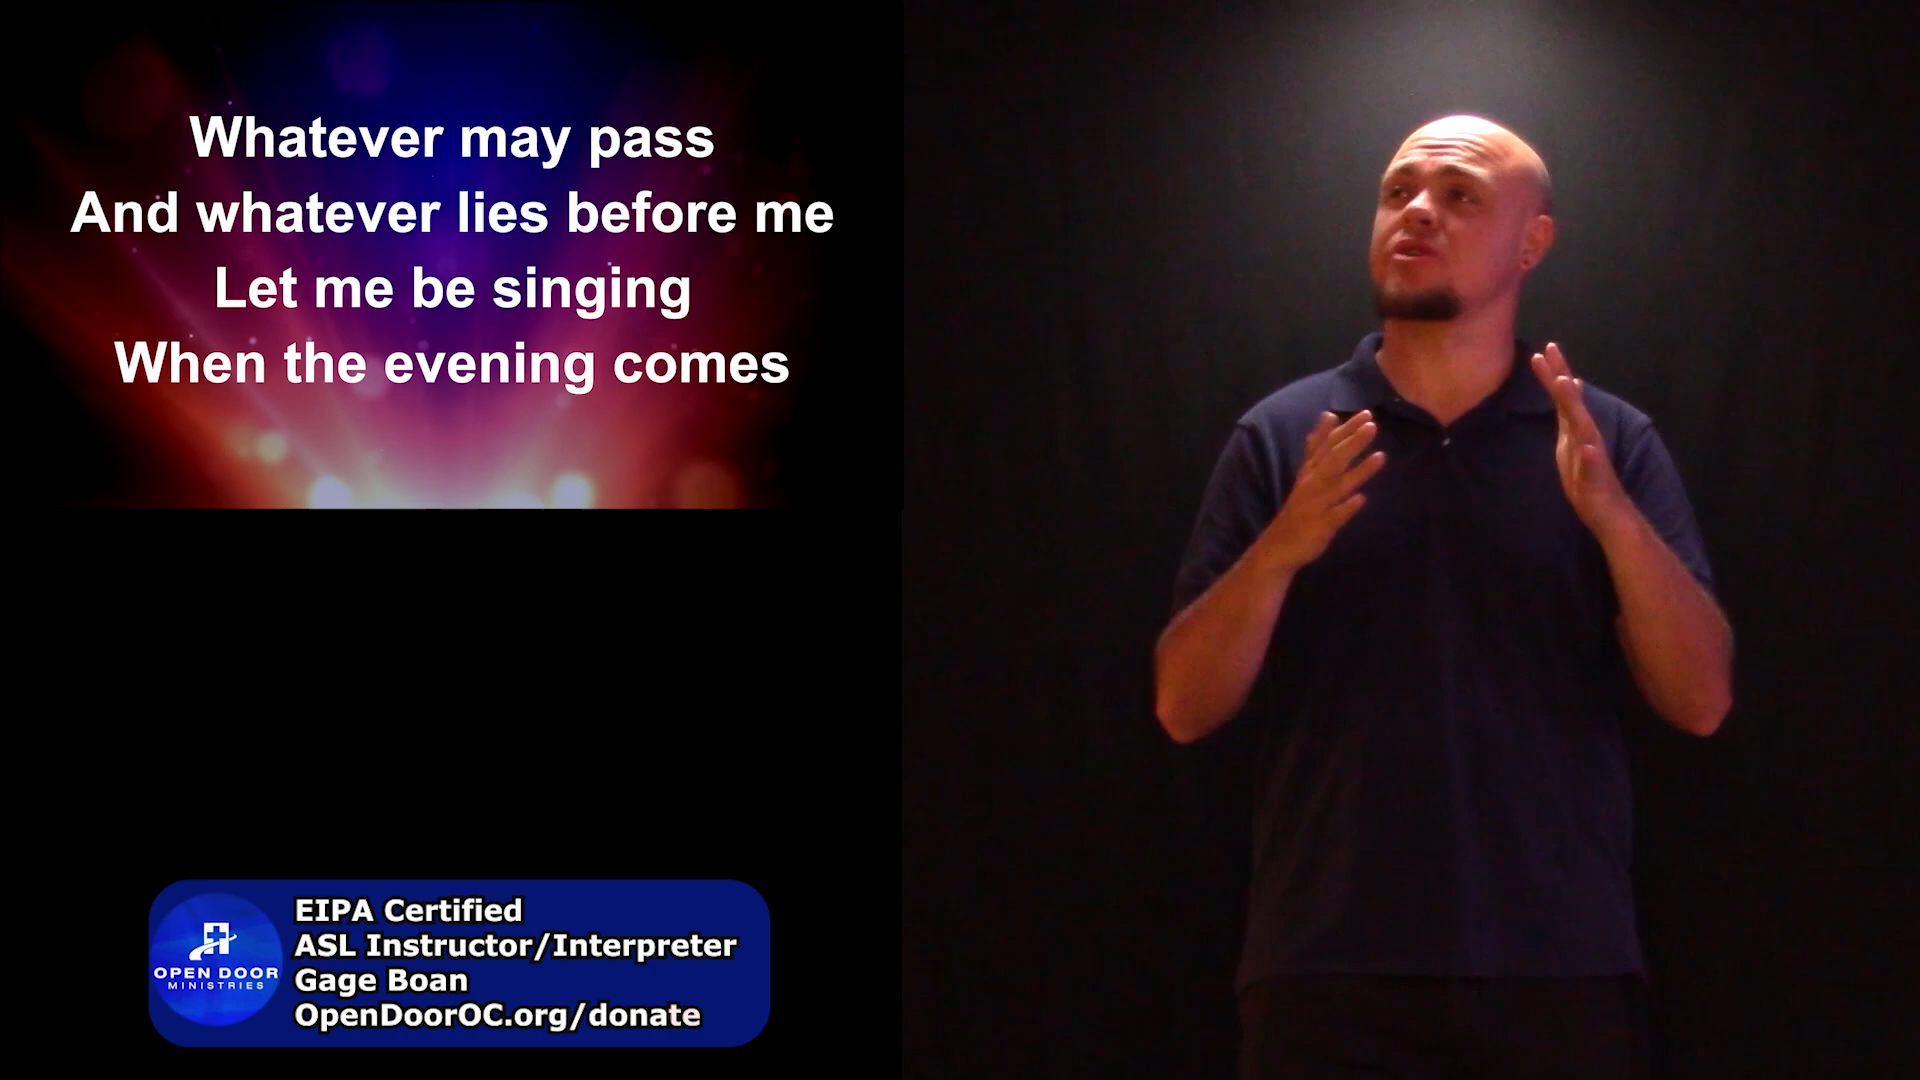 Whatever may pass
And whatever lies before me
Let me be singing
When the evening comes
EIPA Certified
ASL Instructor/Interpreter
Gage Boan
OpenDoorOC.org/donate
OPEN DOOR
MINISTRIES